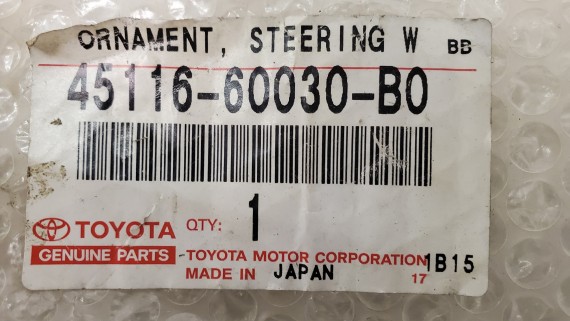 ORNAMENT, STEERING W BB
45116-60030-B0
TOYOTA QTY: 1
GENUINE PARTS
TOYOTA MOTOR CORPORATION 1B15
MADE IN JAPAN 17